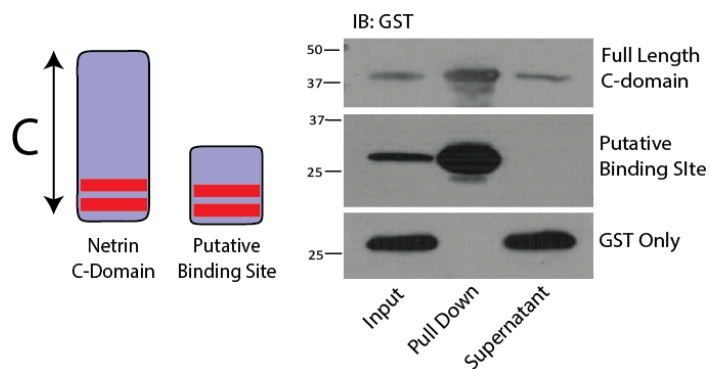 C
Netrin
C-Domain
Putative
Binding Site
IB: GST
50
37
Full Length
C-domain
37
25
Putative
Binding SIte
25
GST Only
Input
Pull Down
Supernatant